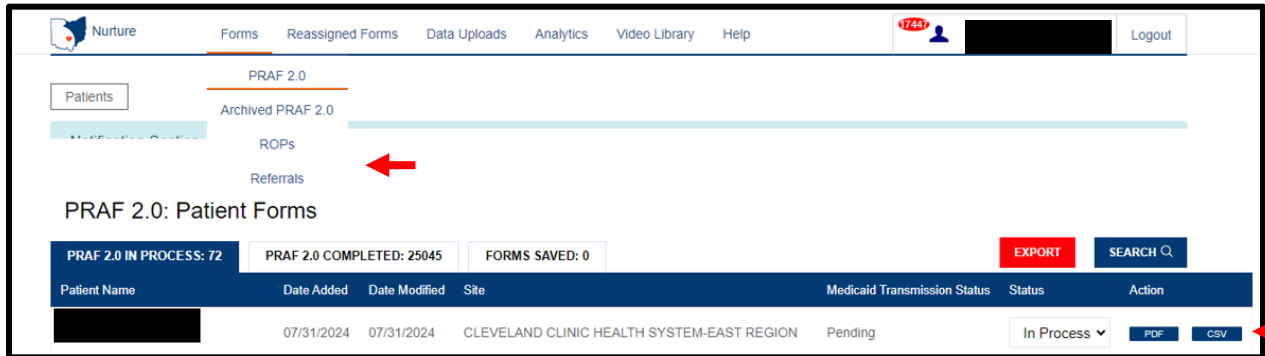 Nurture Forms Reassigned Forms Data Uploads Analytics Video Library Help 17447 Logout
PRAF 2.0
Patients
Archived PRAF 2.0
ROPs
Referrals
PRAF 2.0: Patient Forms
PRAF 2.0 IN PROCESS: 72 PRAF 2.0 COMPLETED: 25045 FORMS SAVED: 0 EXPORT SEARCH
Patient Name Date Added Date Modified Site Medicaid Transmission Status Status Action
07/31/2024 07/31/2024 CLEVELAND CLINIC HEALTH SYSTEM-EAST REGION Pending In Process PDF CSV